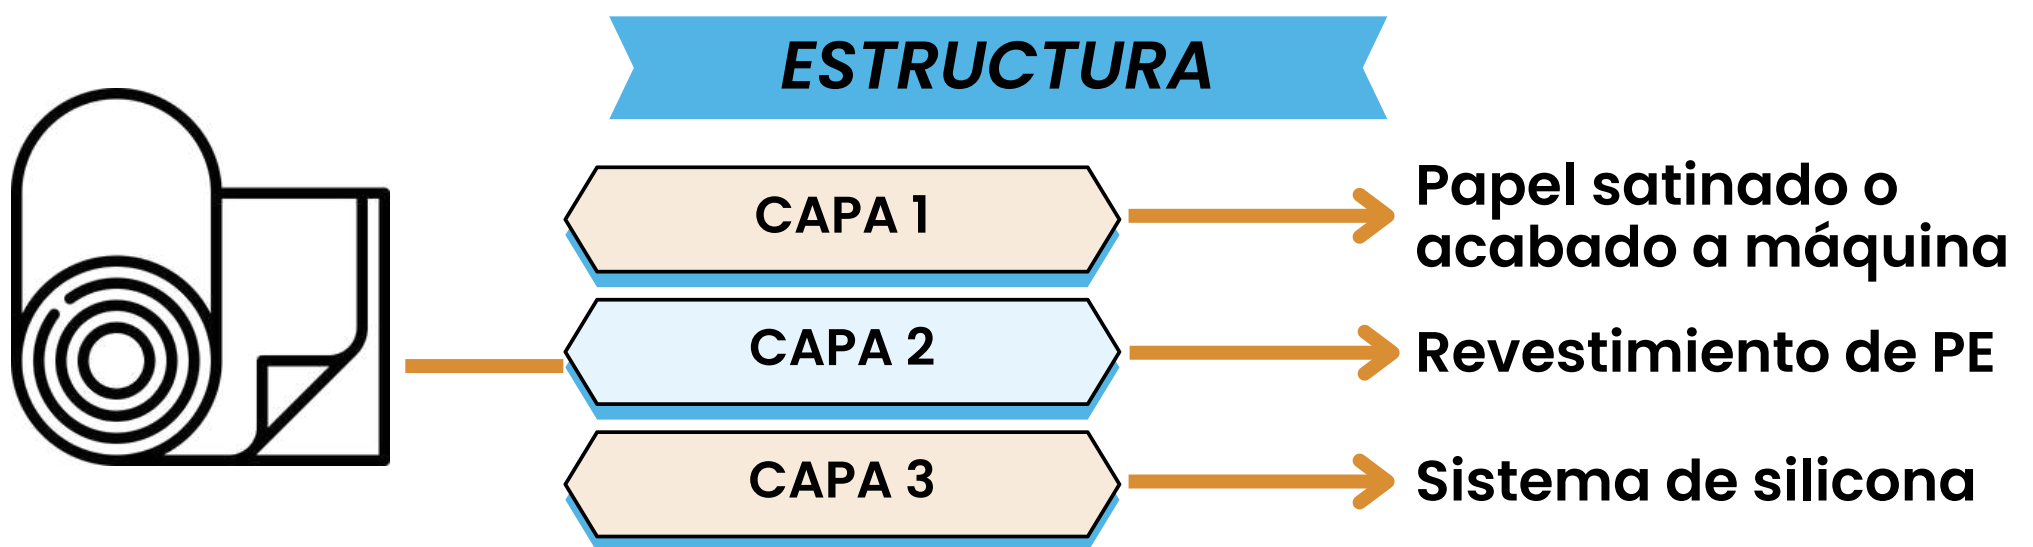 ESTRUCTURA
CAPA 1
Papel satinado o
acabado a máquina
CAPA 2
Revestimiento de PE
CAPA 3
Sistema de silicona